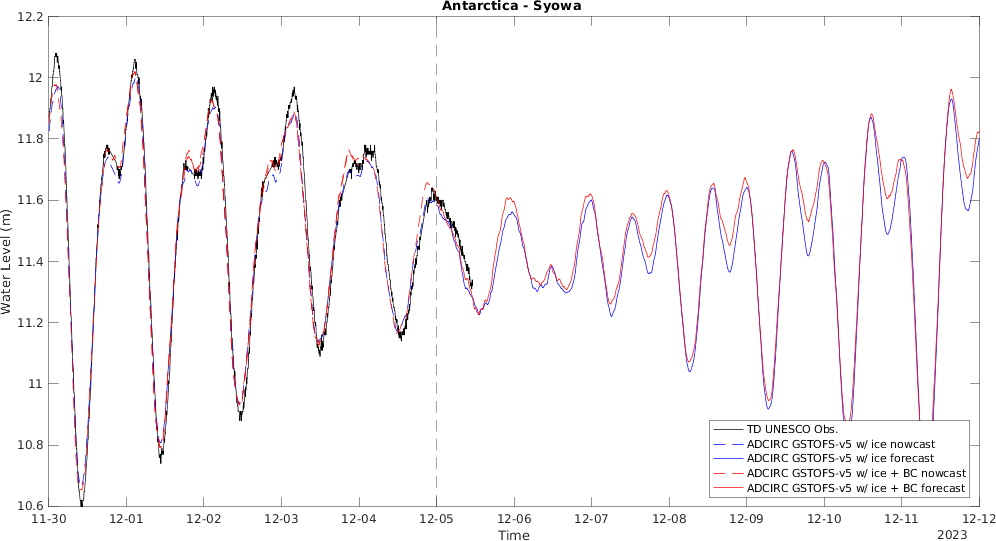 Antarctica - Syowa
12.2
12
11.8
11.6
11.4
11.2
11
10.8
10.6
Water Level (m)
TD UNESCO Obs.
ADCIRC GSTOFS-v5 w/ ice nowcast
ADCIRC GSTOFS-v5 w/ ice forecast
ADCIRC GSTOFS-v5 w/ ice + BC nowcast
ADCIRC GSTOFS-v5 w/ ice + BC forecast
11-30 12-01 12-02 12-03 12-04 12-05 12-06 12-07 12-08 12-09 12-10 12-11 12-12
Time
2023